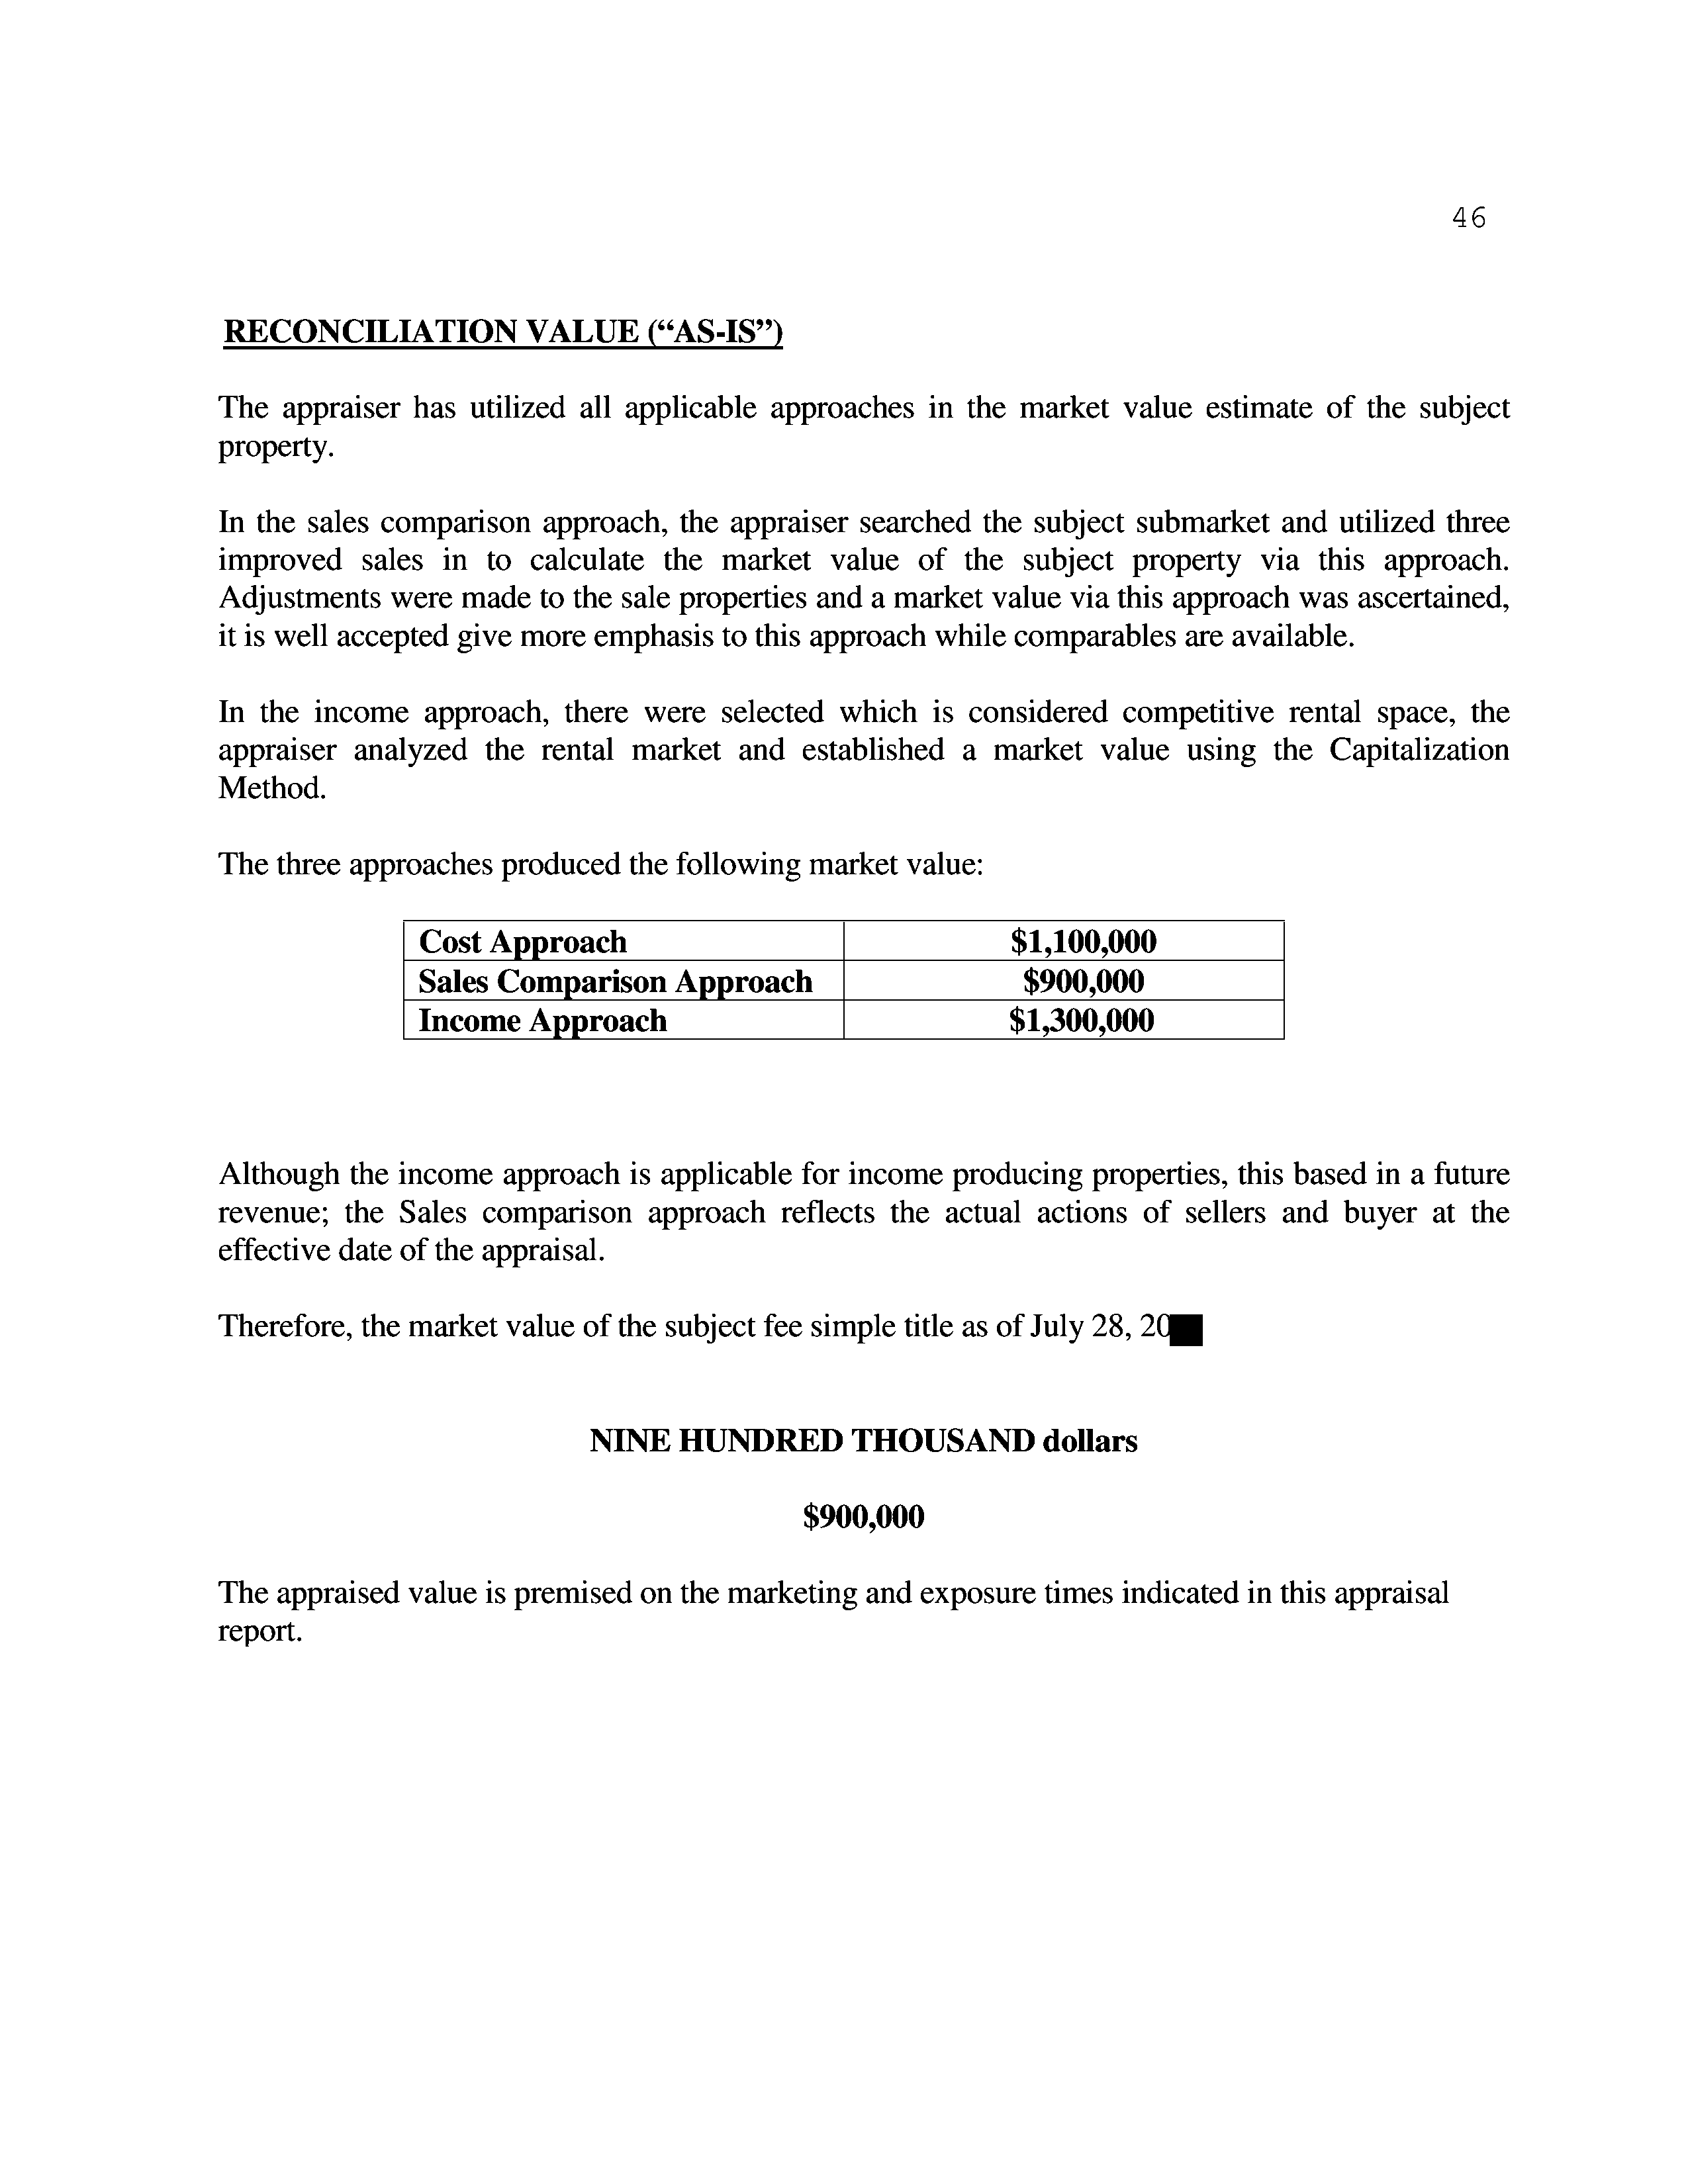 46
RECONCILIATION VALUE (“AS-IS”)
The appraiser has utilized all applicable approaches in the market value estimate of the subject
property.
In the sales comparison approach, the appraiser searched the subject submarket and utilized three
improved sales in to calculate the market value of the subject property via this approach.
Adjustments were made to the sale properties and a market value via this approach was ascertained,
it is well accepted give more emphasis to this approach while comparables are available.
In the income approach, there were selected which is considered competitive rental space, the
appraiser analyzed the rental market and established a market value using the Capitalization
Method.
The three approaches produced the following market value:
Cost Approach $1,100,000
Sales Comparison Approach $900,000
Income Approach $1,300,000
Although the income approach is applicable for income producing properties, this based in a future
revenue; the Sales comparison approach reflects the actual actions of sellers and buyer at the
effective date of the appraisal.
Therefore, the market value of the subject fee simple title as of July 28, 20
NINE HUNDRED THOUSAND dollars
$900,000
The appraised value is premised on the marketing and exposure times indicated in this appraisal
report.